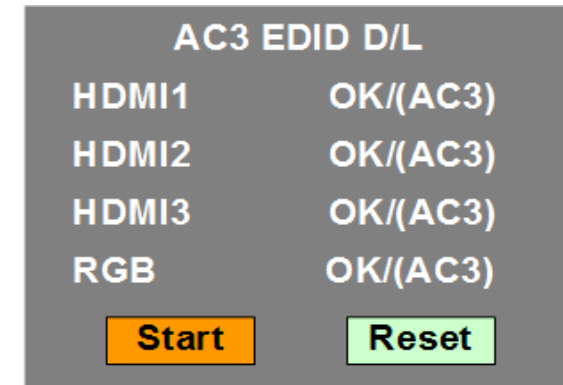 AC3 EDID D/L
HDMI1 OK/(AC3)
HDMI2 OK/(AC3)
HDMI3 OK/(AC3)
RGB OK/(AC3)
Start Reset